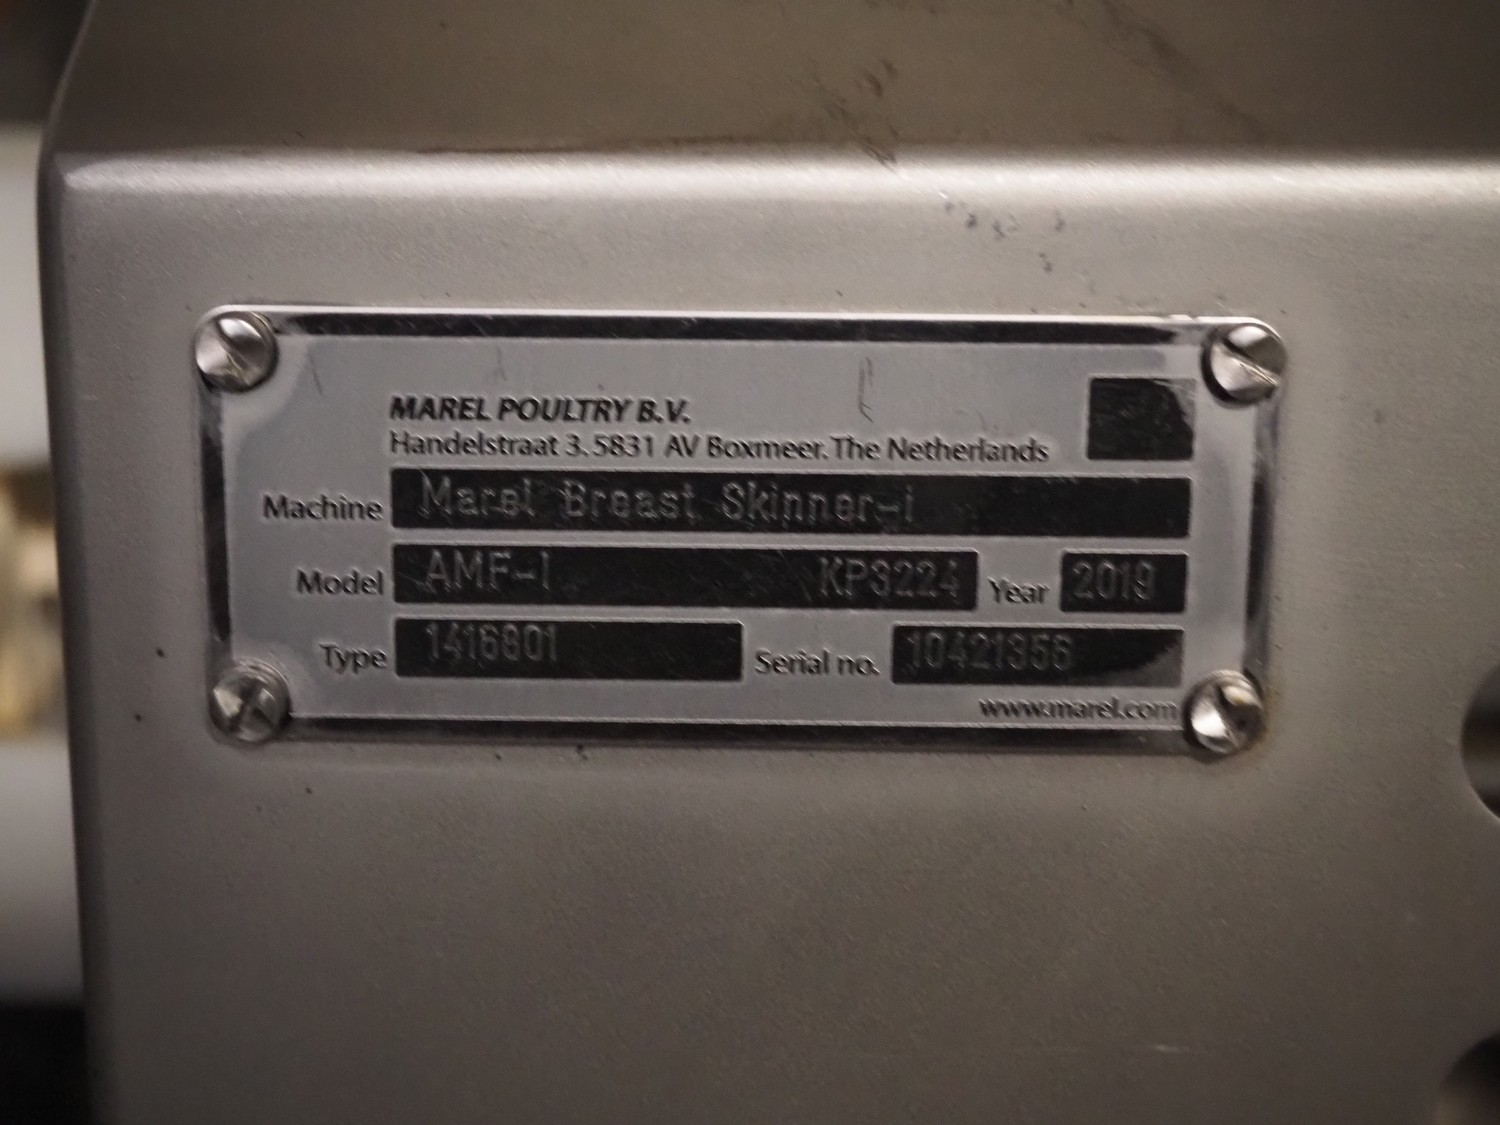 MAREL POULTRY B.V.
Handelstraat 3. 5831 AV Boxmeer. The Netherlands
Machine Marel Breast Skinner-i
Model AMF-I KP3224 Year 2019
Type 1416801 Serial no. 10421356
www.marel.com